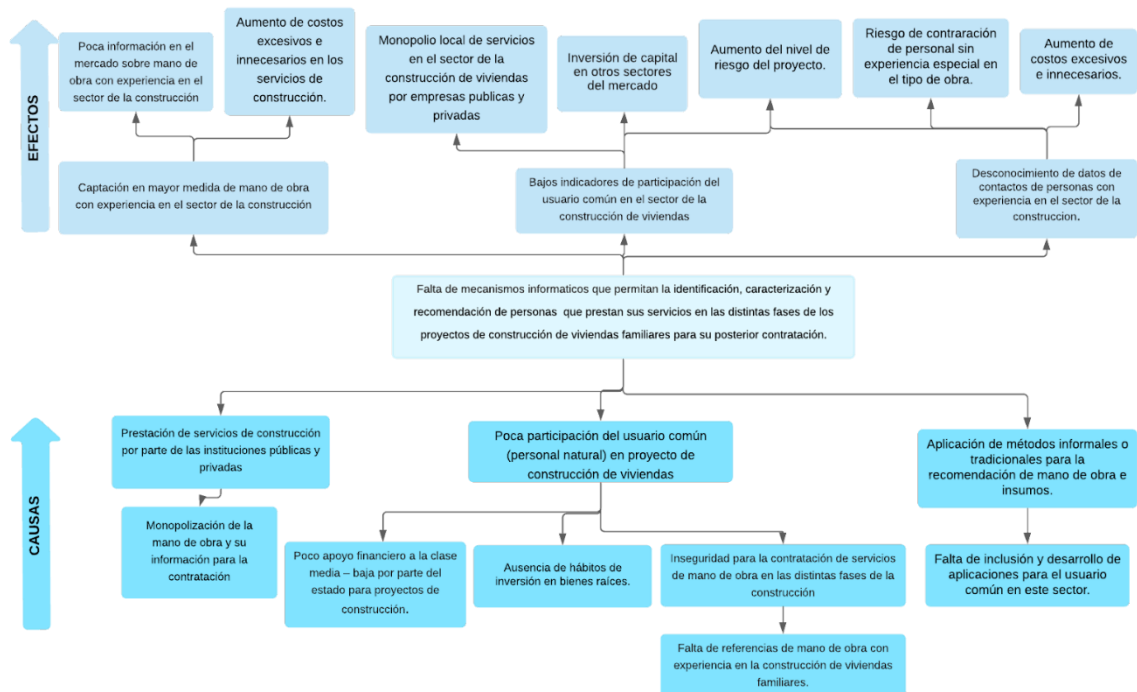 EFECTOS
Poca información en el
mercado sobre mano de
obra con experiencia en el
sector de la construcción
Aumento de costos
excesivos e
innecesarios en los
servicios de
construcción.
Monopolio local de servicios
en el sector de la
construcción de viviendas
por empresas publicas y
privadas
Inversión de capital
en otros sectores
del mercado
Aumento del nivel de
riesgo del proyecto.
Riesgo de
contraración de
personal sin
experiencia especial en
el tipo de obra.
Aumento de
costos excesivos
e innecesarios.
Captación en mayor medida de mano de obra
con experiencia en el sector de la construcción
Bajos indicadores de participación del
usuario común en el sector de la
construcción de viviendas
Desconocimiento de datos de
contactos de personas con
experiencia en el sector de la
construccion.
Falta de mecanismos informaticos que permitan la identificación, caracterización y
recomendación de personas que prestan sus servicios en las distintas fases de los
proyectos de construcción de viviendas familiares para su posterior contratación.
CAUSAS
Prestación de servicios de construcción
por parte de las instituciones públicas y
privadas
Poca participación del usuario común
(personal natural) en proyecto de
construcción de viviendas
Aplicación de métodos informales o
tradicionales para la
recomendación de mano de obra e
insumos.
Monopolización de la
mano de obra y su
información para la
contratación
Poco apoyo financiero a la clase
media – baja por parte del
estado para proyectos de
construcción.
Ausencia de hábitos de
inversión en bienes raíces.
Inseguridad para la contratación de servicios
de mano de obra en las distintas fases de la
construcción
Falta de inclusión y desarrollo de
aplicaciones para el usuario
común en este sector.
Falta de referencias de mano de obra con
experiencia en la construcción de viviendas
familiares.